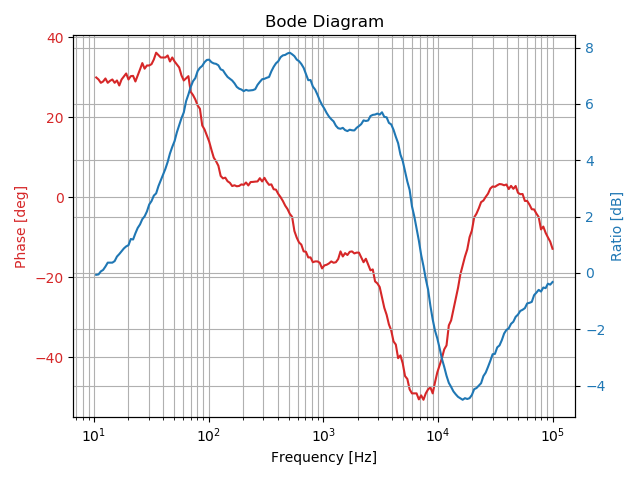 Bode Diagram
Phase [deg]
40
20
0
−20
−40
Ratio [dB]
8
6
4
2
0
−2
−4
10¹ 10² 10³ 10⁴ 10⁵
Frequency [Hz]